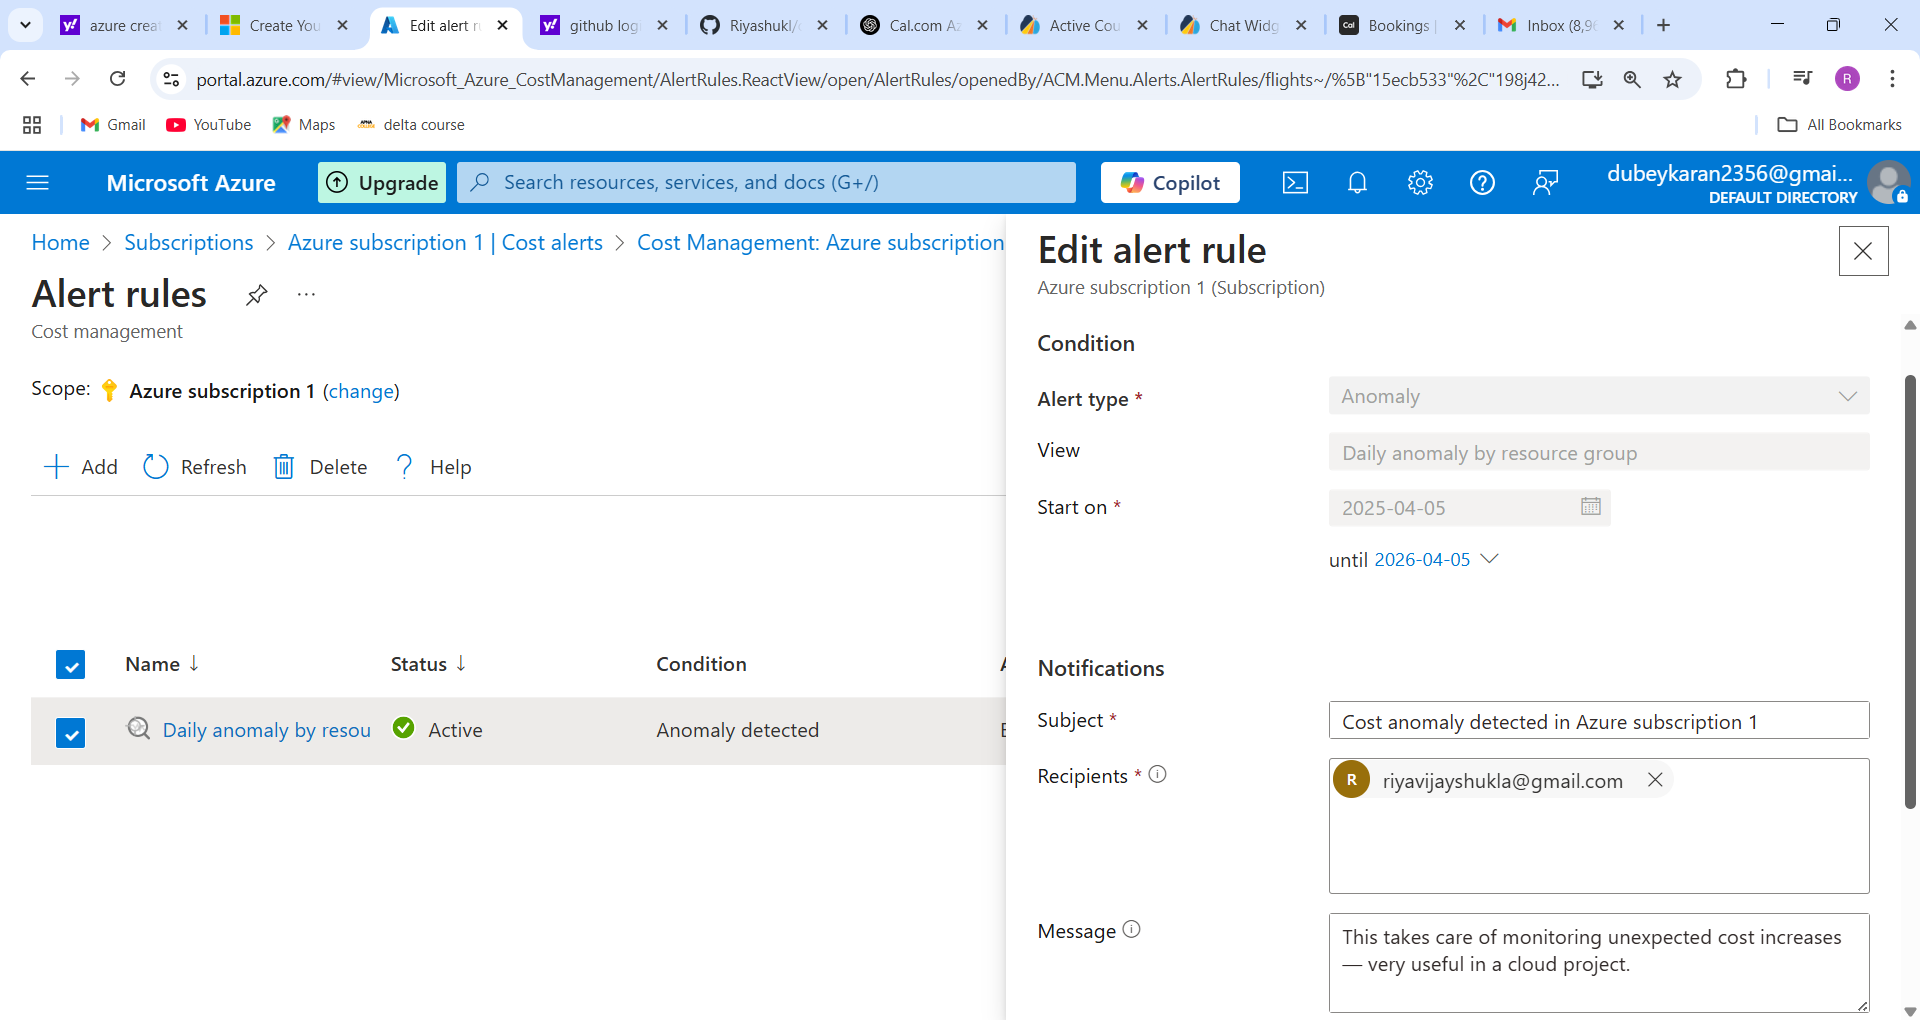 azure creat
Create You
Edit alert ru
github logi
Riyashukl/c
Cal.com Az
Active Cou
Chat Widg
Cal
Bookings |
Inbox (8,96
portal.azure.com/#view/Microsoft_Azure_CostManagement/AlertRules.ReactView/open/AlertRules/openedBy/ACM.Menu.Alerts.AlertRules/flights~/%5B"15ecb533"%2C"198j42...
R
Gmail
YouTube
Maps
delta course
All Bookmarks
Microsoft Azure
Upgrade
Search resources, services, and docs (G+/)
Copilot
dubeykaran2356@gmai...
DEFAULT DIRECTORY
Home > Subscriptions > Azure subscription 1 | Cost alerts > Cost Management: Azure subscription
Alert rules
...
Cost management
Scope: Azure subscription 1 (change)
Add
Refresh
Delete
Help
Name ↓
Status ↓
Condition
Daily anomaly by resou
Active
Anomaly detected
Edit alert rule
Azure subscription 1 (Subscription)
Condition
Alert type *
Anomaly
View
Daily anomaly by resource group
Start on *
2025-04-05
until 2026-04-05
Notifications
Subject *
Cost anomaly detected in Azure subscription 1
Recipients *
R
riyavijayshukla@gmail.com
Message
This takes care of monitoring unexpected cost increases
— very useful in a cloud project.